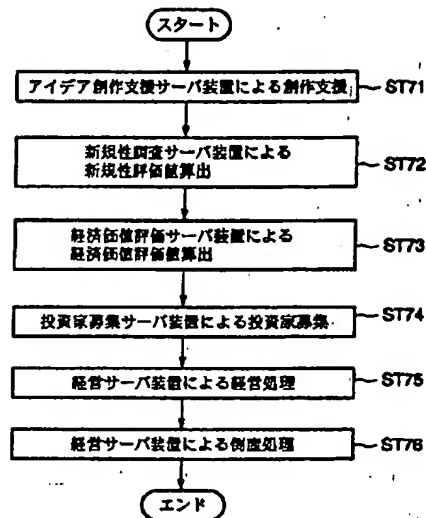 スタート
アイデア創作支援サーバ装置による創作支援
ST71
新規性調査サーバ装置による
新規性評価値算出
ST72
経済価値評価サーバ装置による
経済価値評価値算出
ST73
投資家募集サーバ装置による投資家募集
ST74
経営サーバ装置による経営処理
ST75
経営サーバ装置による倒産処理
ST76
エンド